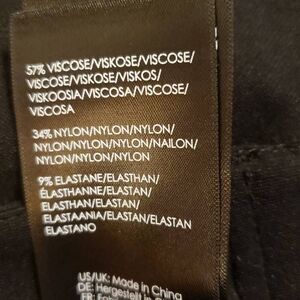 57% VISCOSE/VISKOSE/VISCOSE/
VISCOSE/VISKOSE/VISKOS/
VISKOOSIA/VISCOSA/VISCOSE/
VISCOSA
34% NYLON/NYLON/NYLON/
NYLON/NYLON/NYLON/NAILON/
NYLON/NYLON/NYLON
9% ELASTANE/ELASTHAN/
ÉLASTHANNE/ELASTAN/
ELASTHAN/ELASTAN/
ELASTAANIA/ELASTAN/ELASTAN
ELASTANO
US/UK: Made in China
DE: Hergestellt in
FR: